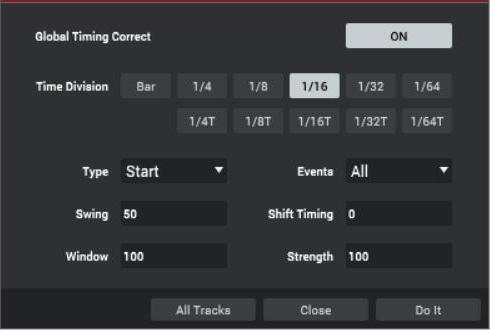 Global Timing Correct ON
Time Division Bar 1/4 1/8 1/16 1/32 1/64
1/4T 1/8T 1/16T 1/32T 1/64T
Type Start Events All
Swing 50 Shift Timing 0
Window 100 Strength 100
All Tracks Close Do It